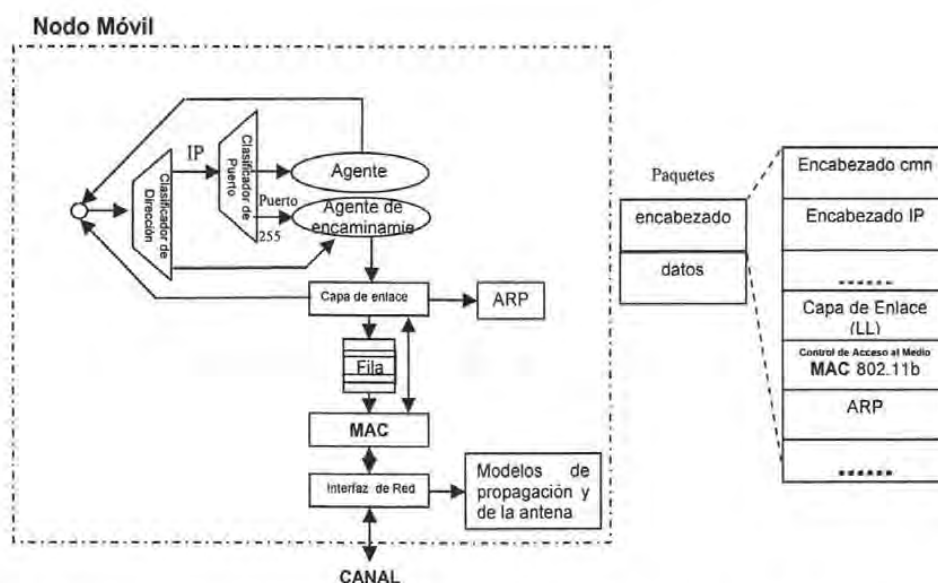 Nodo Móvil
IP
Clasificador de
Dirección
Clasificador de
Puerto
Agente
Puerto
255
Agente de
encaminamie
Capa de enlace
ARP
Fila
MAC
Interfaz de Red
Modelos de
propagación y
de la antena
CANAL
Paquetes
encabezado
datos
Encabezado cmn
Encabezado IP
......
Capa de Enlace
(LL)
Control de Acceso al Medio
MAC 802.11b
ARP
......